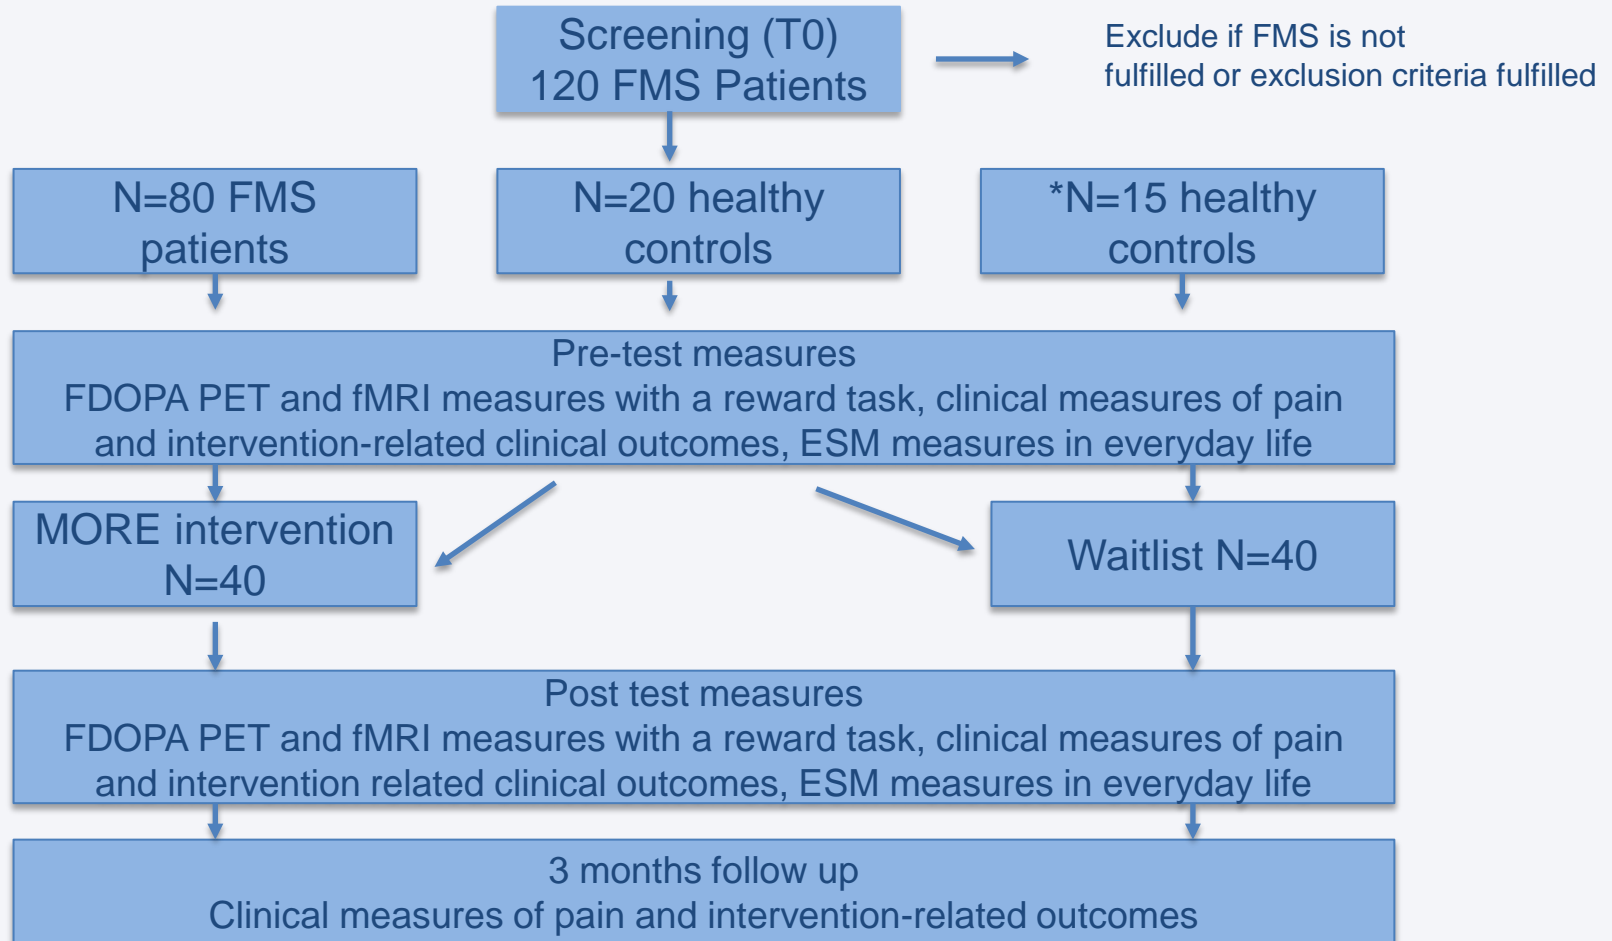 Screening (T0)
120 FMS Patients
Exclude if FMS is not
fulfilled or exclusion criteria fulfilled
N=80 FMS
patients
N=20 healthy
controls
*N=15 healthy
controls
Pre-test measures
FDOPA PET and fMRI measures with a reward task, clinical measures of pain
and intervention-related clinical outcomes, ESM measures in everyday life
MORE intervention
N=40
Waitlist N=40
Post test measures
FDOPA PET and fMRI measures with a reward task, clinical measures of pain
and intervention related clinical outcomes, ESM measures in everyday life
3 months follow up
Clinical measures of pain and intervention-related outcomes